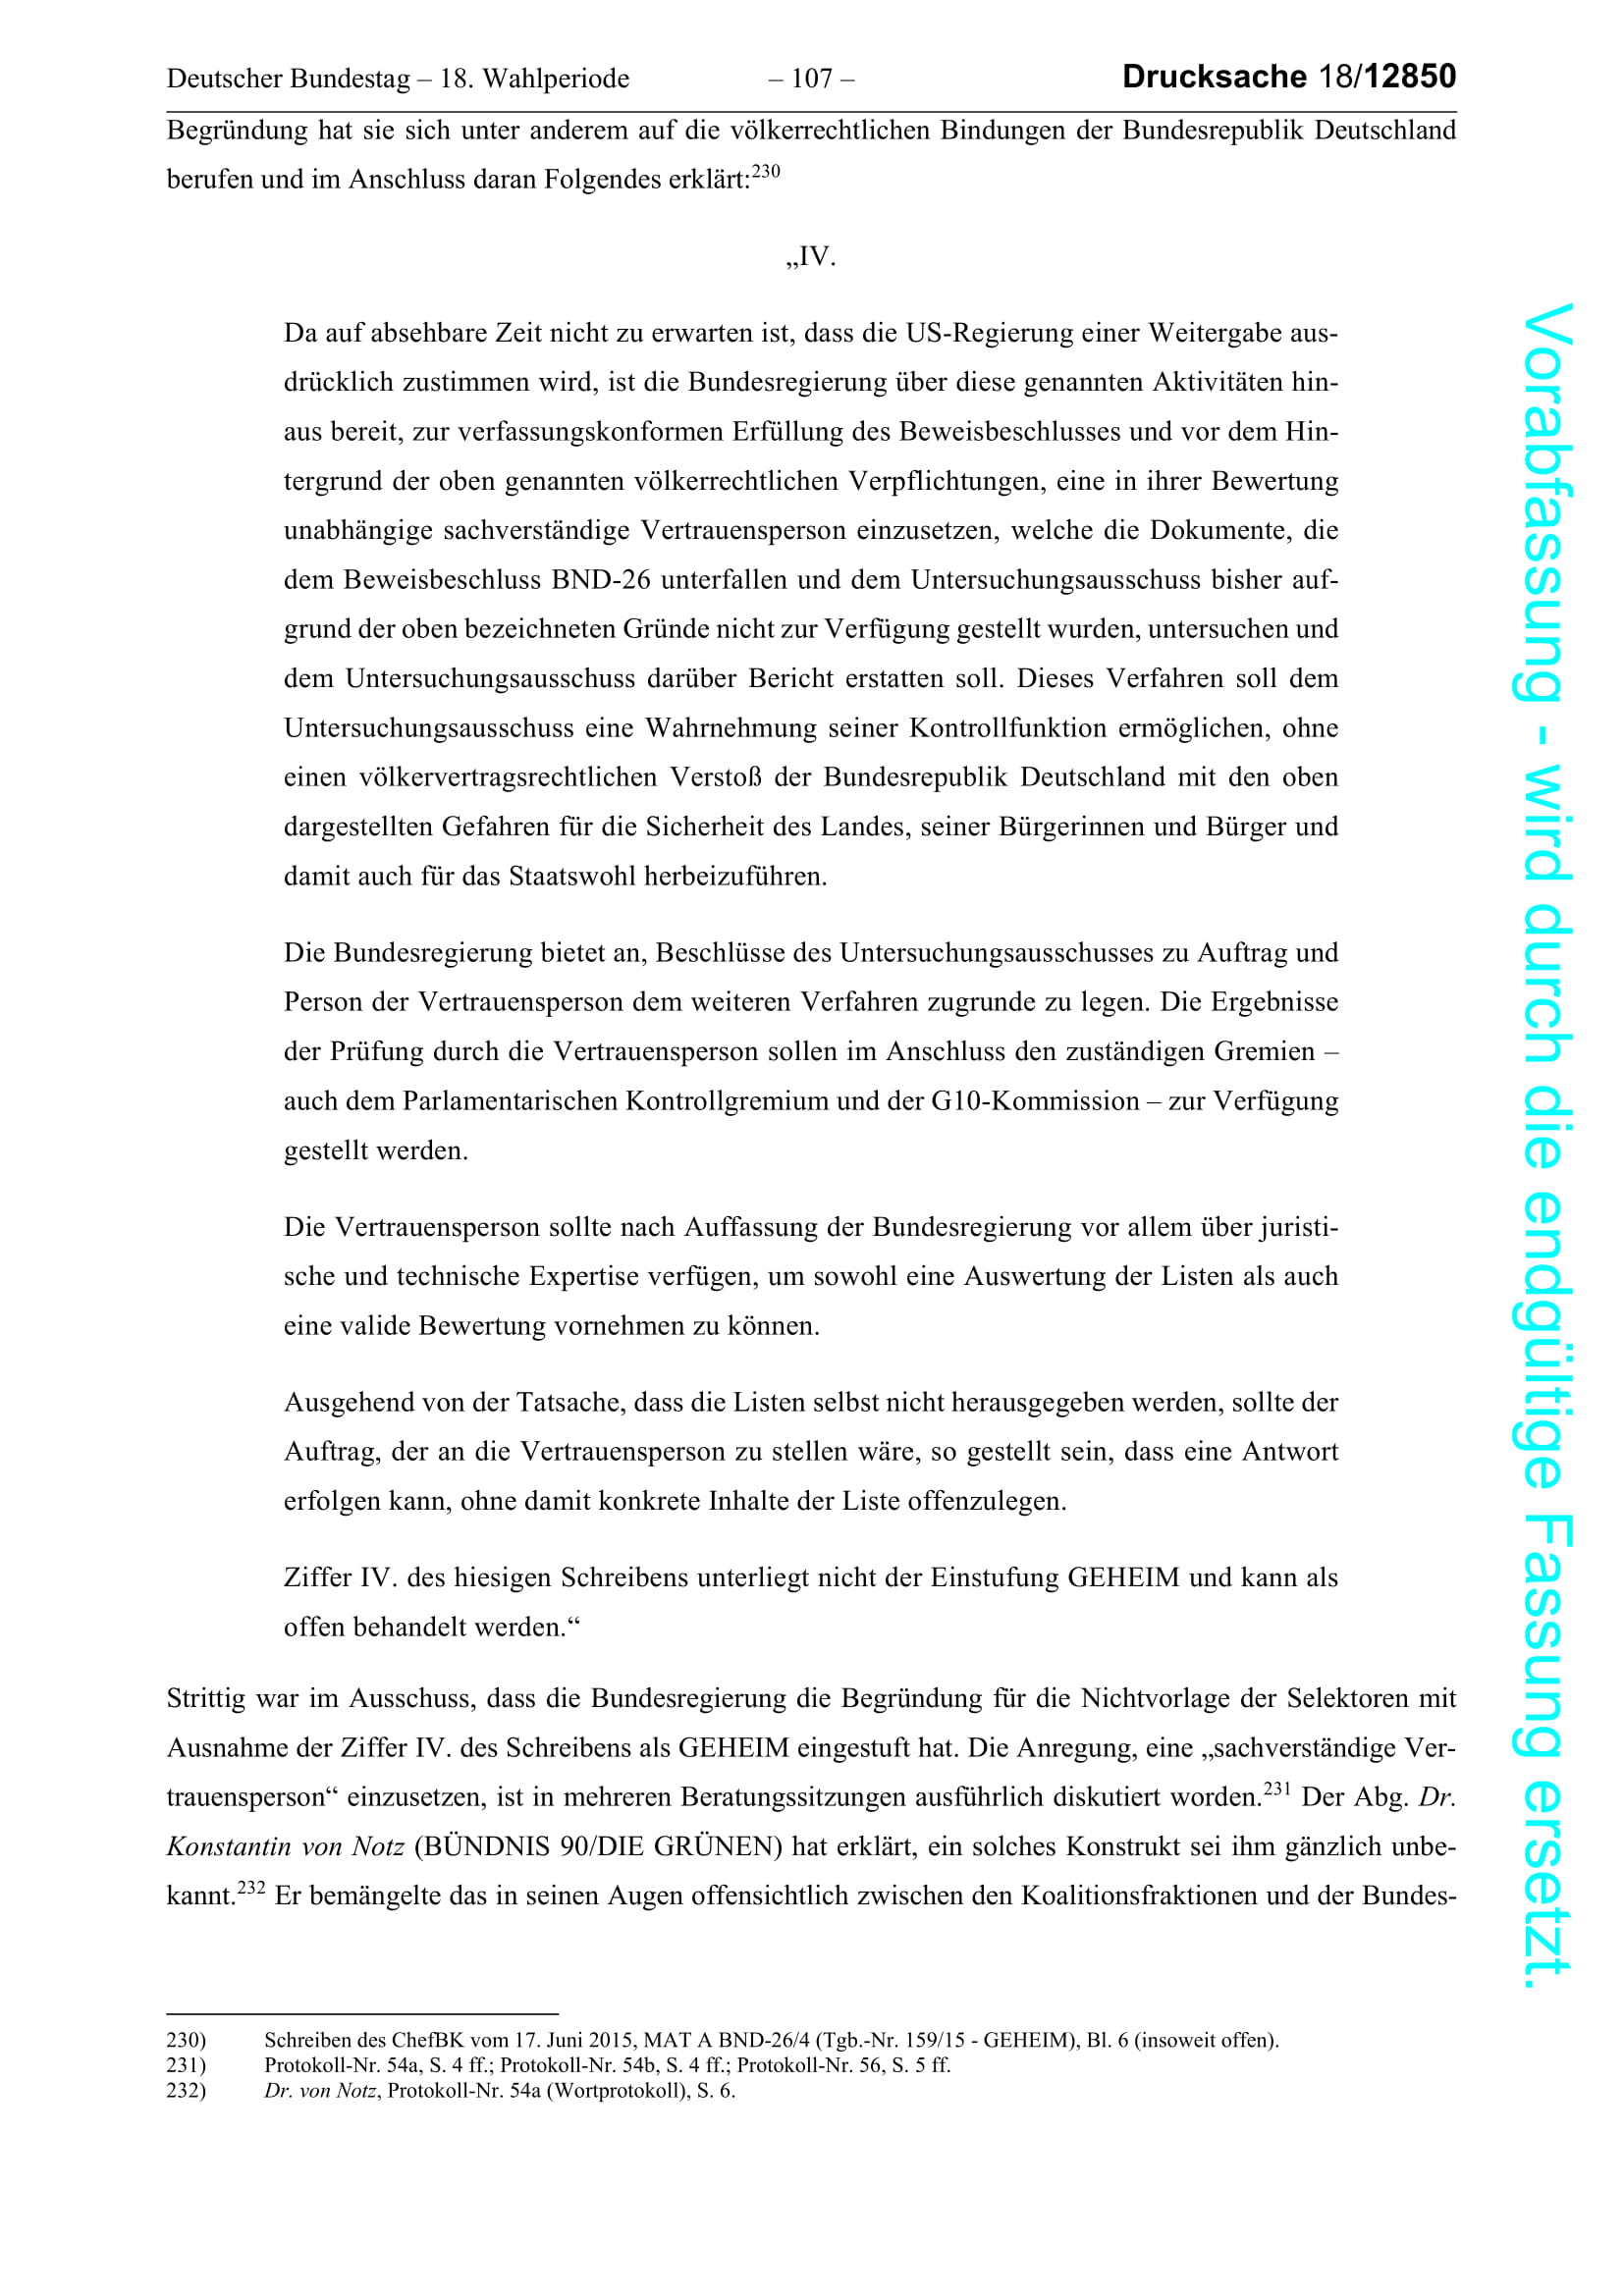 Deutscher Bundestag – 18. Wahlperiode – 107 – Drucksache 18/12850
Begründung hat sie sich unter anderem auf die völkerrechtlichen Bindungen der Bundesrepublik Deutschland
berufen und im Anschluss daran Folgendes erklärt:230
„IV.
Da auf absehbare Zeit nicht zu erwarten ist, dass die US-Regierung einer Weitergabe aus-
drücklich zustimmen wird, ist die Bundesregierung über diese genannten Aktivitäten hin-
aus bereit, zur verfassungskonformen Erfüllung des Beweisbeschlusses und vor dem Hin-
tergrund der oben genannten völkerrechtlichen Verpflichtungen, eine in ihrer Bewertung
unabhängige sachverständige Vertrauensperson einzusetzen, welche die Dokumente, die
dem Beweisbeschluss BND-26 unterfallen und dem Untersuchungsausschuss bisher auf-
grund der oben bezeichneten Gründe nicht zur Verfügung gestellt wurden, untersuchen und
dem Untersuchungsausschuss darüber Bericht erstatten soll. Dieses Verfahren soll dem
Untersuchungsausschuss eine Wahrnehmung seiner Kontrollfunktion ermöglichen, ohne
einen völkervertragsrechtlichen Verstoß der Bundesrepublik Deutschland mit den oben
dargestellten Gefahren für die Sicherheit des Landes, seiner Bürgerinnen und Bürger und
damit auch für das Staatswohl herbeizuführen.
Die Bundesregierung bietet an, Beschlüsse des Untersuchungsausschusses zu Auftrag und
Person der Vertrauensperson dem weiteren Verfahren zugrunde zu legen. Die Ergebnisse
der Prüfung durch die Vertrauensperson sollen im Anschluss den zuständigen Gremien –
auch dem Parlamentarischen Kontrollgremium und der G10-Kommission – zur Verfügung
gestellt werden.
Die Vertrauensperson sollte nach Auffassung der Bundesregierung vor allem über juristi-
sche und technische Expertise verfügen, um sowohl eine Auswertung der Listen als auch
eine valide Bewertung vornehmen zu können.
Ausgehend von der Tatsache, dass die Listen selbst nicht herausgegeben werden, sollte der
Auftrag, der an die Vertrauensperson zu stellen wäre, so gestellt sein, dass eine Antwort
erfolgen kann, ohne damit konkrete Inhalte der Liste offenzulegen.
Ziffer IV. des hiesigen Schreibens unterliegt nicht der Einstufung GEHEIM und kann als
offen behandelt werden.“
Strittig war im Ausschuss, dass die Bundesregierung die Begründung für die Nichtvorlage der Selektoren mit
Ausnahme der Ziffer IV. des Schreibens als GEHEIM eingestuft hat. Die Anregung, eine „sachverständige Ver-
trauensperson“ einzusetzen, ist in mehreren Beratungssitzungen ausführlich diskutiert worden.231 Der Abg. Dr.
Konstantin von Notz (BÜNDNIS 90/DIE GRÜNEN) hat erklärt, ein solches Konstrukt sei ihm gänzlich unbe-
kannt.232 Er bemängelte das in seinen Augen offensichtlich zwischen den Koalitionsfraktionen und der Bundes-
230) Schreiben des ChefBK vom 17. Juni 2015, MAT A BND-26/4 (Tgb.-Nr. 159/15 - GEHEIM), Bl. 6 (insoweit offen).
231) Protokoll-Nr. 54a, S. 4 ff.; Protokoll-Nr. 54b, S. 4 ff.; Protokoll-Nr. 56, S. 5 ff.
232) Dr. von Notz, Protokoll-Nr. 54a (Wortprotokoll), S. 6.
Vorabfassung - wird durch die endgültige Fassung ersetzt.